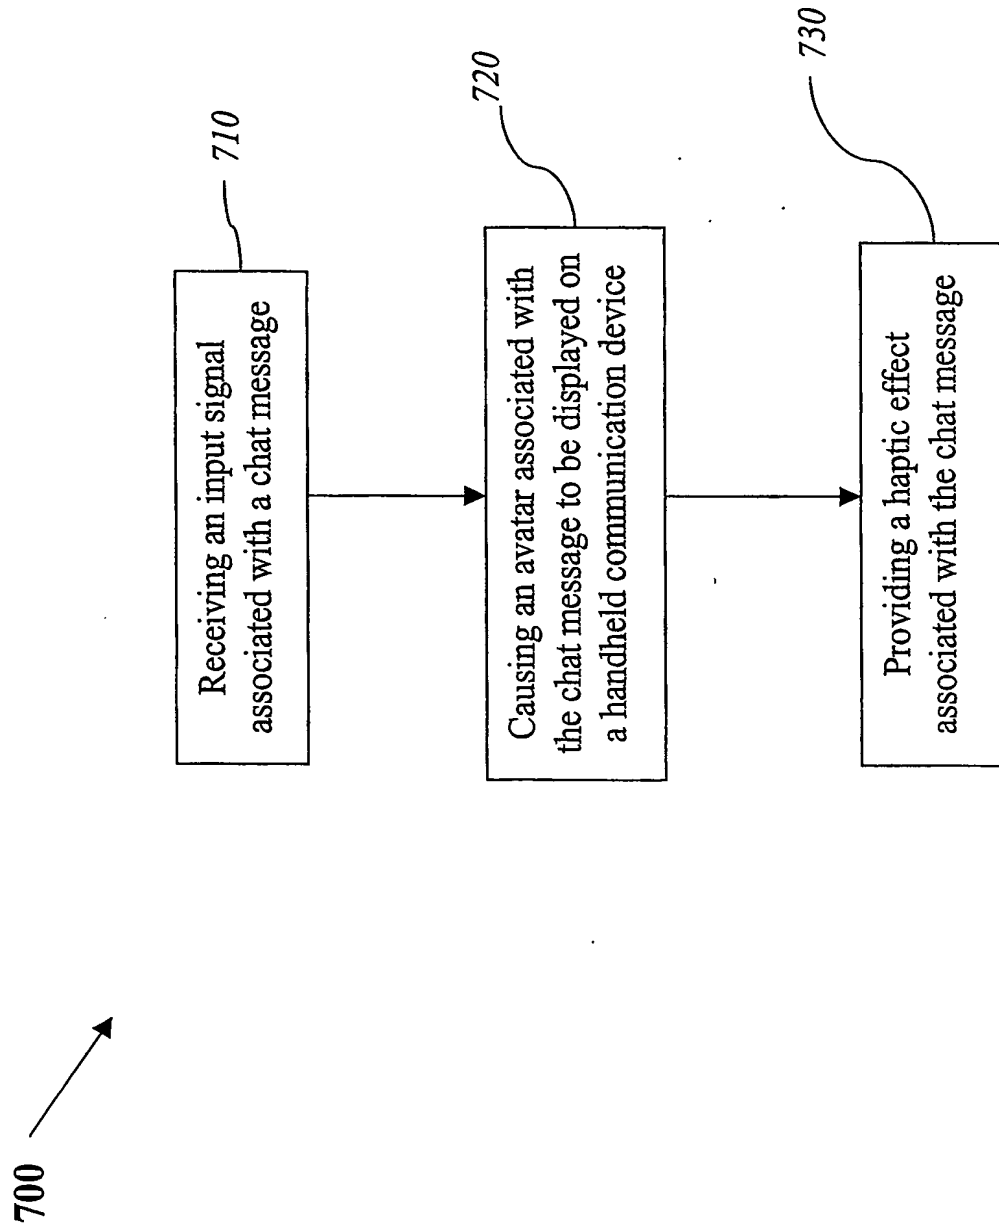 700
Receiving an input signal
associated with a chat message
710
Causing an avatar associated with
the chat message to be displayed on
a handheld communication device
720
Providing a haptic effect
associated with the chat message
730